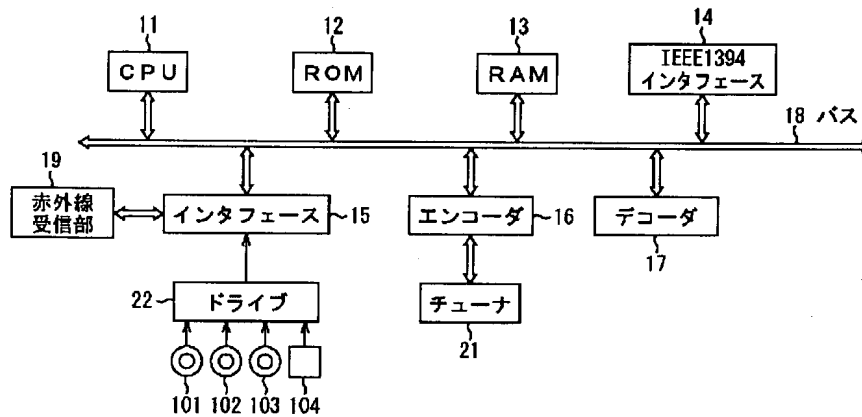 11
12
13
14
CPU
ROM
RAM
IEEE1394
インタフェース
18 バス
19
赤外線
受信部
インタフェース
15
エンコーダ
16
デコーダ
17
22
ドライブ
チューナ
21
101
102
103
104